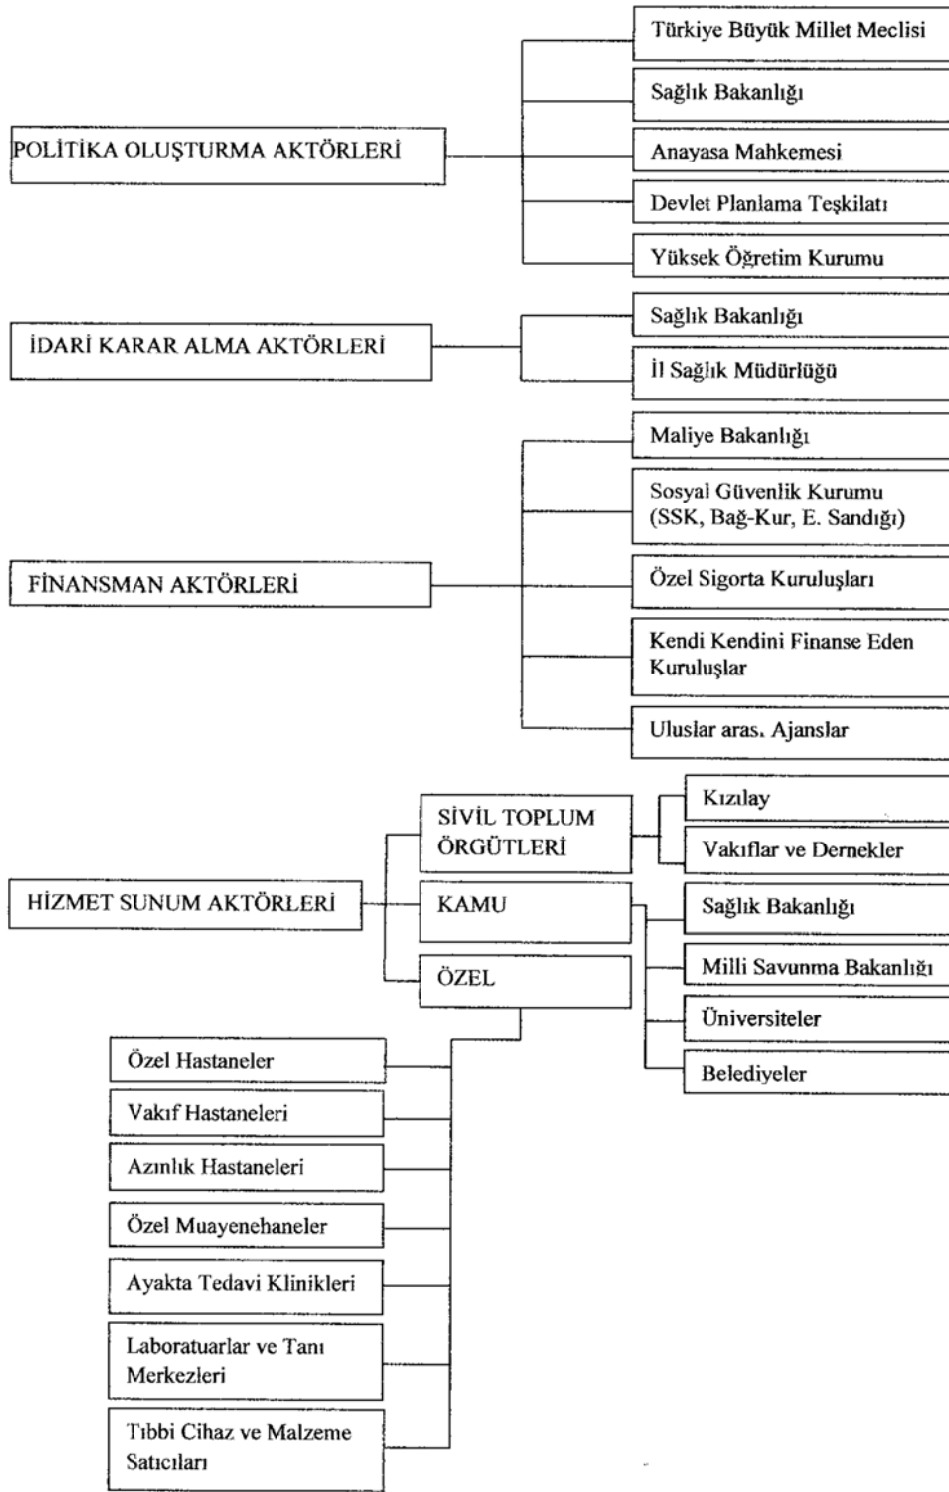 Türkiye Büyük Millet Meclisi
Sağlık Bakanlığı
POLİTİKA OLUŞTURMA AKTÖRLERİ
Anayasa Mahkemesi
Devlet Planlama Teşkilatı
Yüksek Öğretim Kurumu
Sağlık Bakanlığı
İDARİ KARAR ALMA AKTÖRLERİ
İl Sağlık Müdürlüğü
Maliye Bakanlığı
Sosyal Güvenlik Kurumu
(SSK, Bağ-Kur, E. Sandığı)
FİNANSMAN AKTÖRLERİ
Özel Sigorta Kuruluşları
Kendi Kendini Finanse Eden
Kuruluşlar
Uluslar aras. Ajanslar
SİVİL TOPLUM
ÖRGÜTLERİ
Kızılay
Vakıflar ve Dernekler
HİZMET SUNUM AKTÖRLERİ
KAMU
Sağlık Bakanlığı
Milli Savunma Bakanlığı
Üniversiteler
Belediyeler
ÖZEL
Özel Hastaneler
Vakıf Hastaneleri
Azınlık Hastaneleri
Özel Muayenehaneler
Ayakta Tedavi Klinikleri
Laboratuarlar ve Tanı
Merkezleri
Tıbbi Cihaz ve Malzeme
Satıcıları